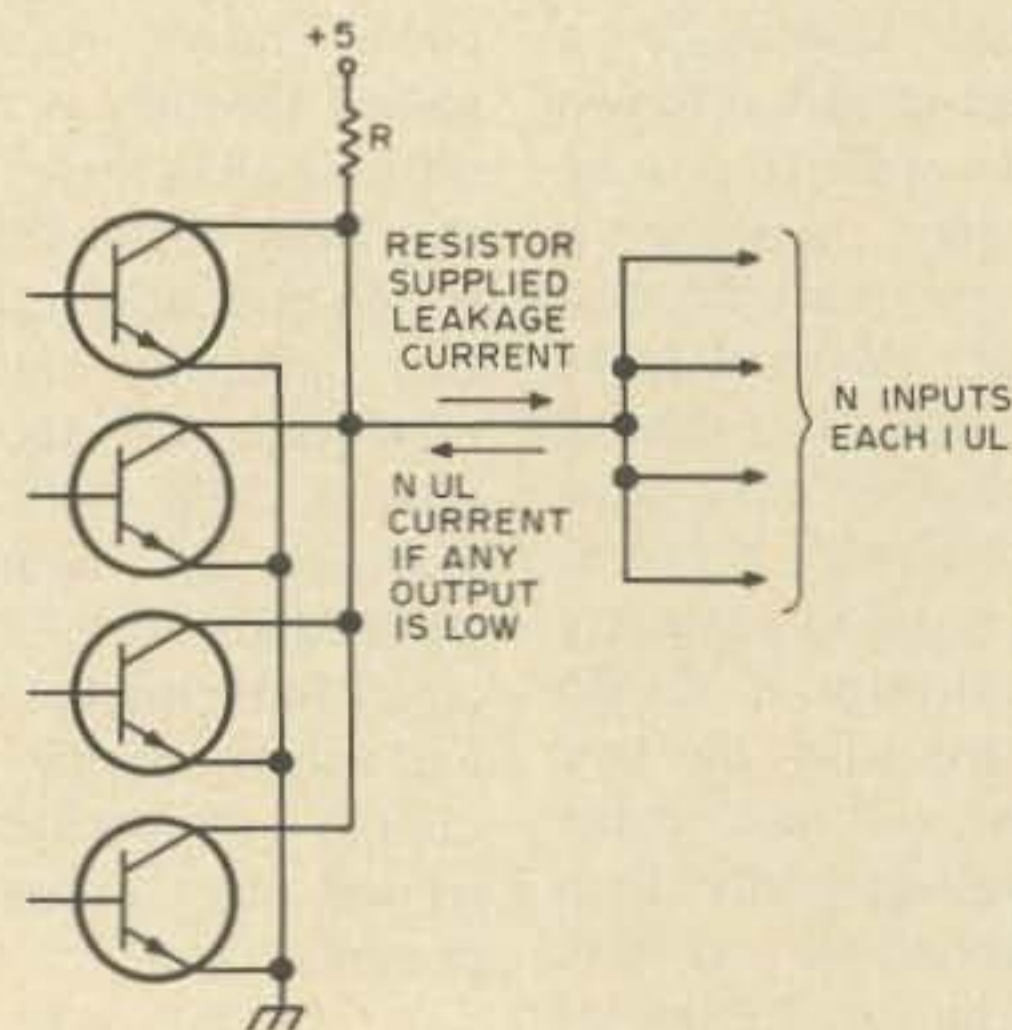 +5
R
RESISTOR
SUPPLIED
LEAKAGE
CURRENT
N UL
CURRENT
IF ANY
OUTPUT
IS LOW
N INPUTS
EACH 1 UL